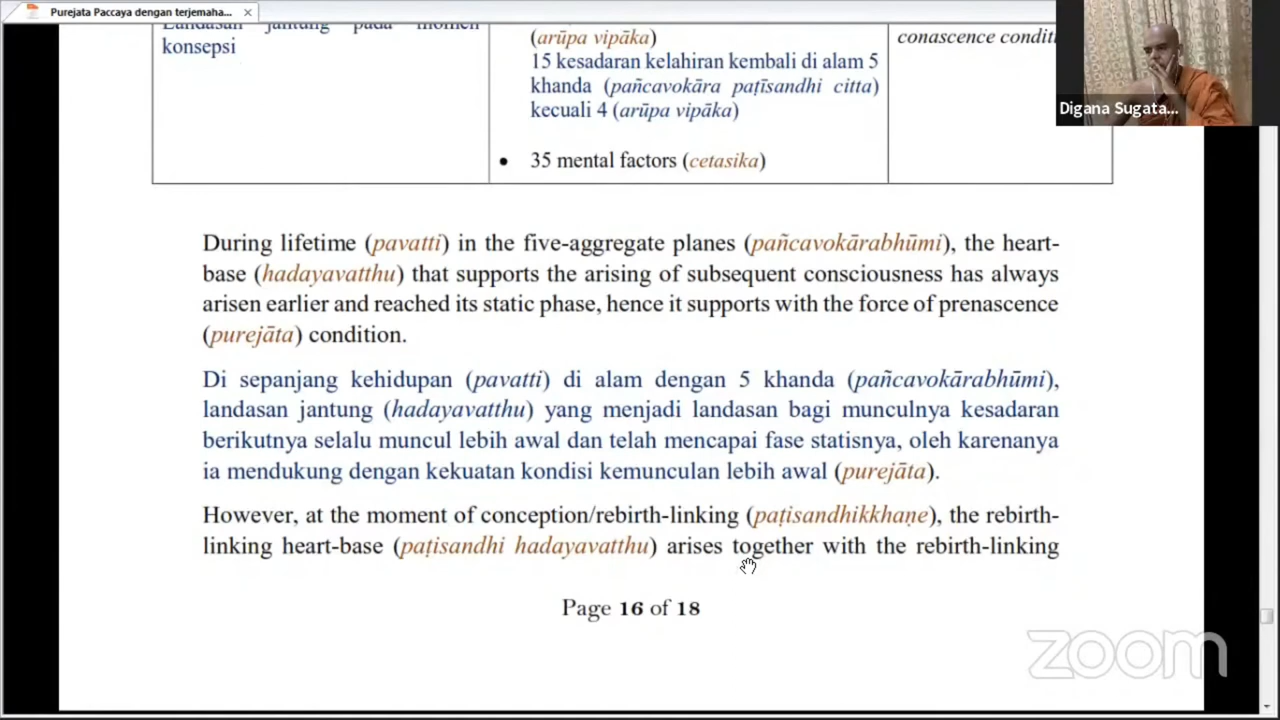 Purejata Paccaya dengan terjemaha...
Landasan jantung pada momen
konsepsi
(arūpa vipāka)
15 kesadaran kelahiran kembali di alam 5
khanda (pañcavokāra paṭīsandhi citta)
kecuali 4 (arūpa vipāka)
• 35 mental factors (cetasika)
conascence condit
Digana Sugata...
During lifetime (pavatti) in the five-aggregate planes (pañcavokārabhūmi), the heart-
base (hadayavatthu) that supports the arising of subsequent consciousness has always
arisen earlier and reached its static phase, hence it supports with the force of prenascence
(purejāta) condition.
Di sepanjang kehidupan (pavatti) di alam dengan 5 khanda (pañcavokārabhūmi),
landasan jantung (hadayavatthu) yang menjadi landasan bagi munculnya kesadaran
berikutnya selalu muncul lebih awal dan telah mencapai fase statisnya, oleh karenanya
ia mendukung dengan kekuatan kondisi kemunculan lebih awal (purejāta).
However, at the moment of conception/rebirth-linking (paṭisandhikkhaṇe), the rebirth-
linking heart-base (paṭisandhi hadayavatthu) arises together with the rebirth-linking
Page 16 of 18
zoom